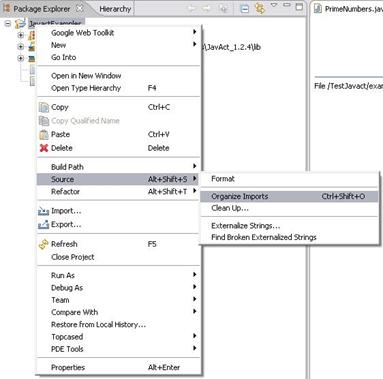 Package Explorer
Hierarchy
PrimeNumbers.jav
JavactExamples
\JavAct_1.2.4\lib
File /TestJavact/exa
Google Web Toolkit
New
Go Into
Open in New Window
Open Type Hierarchy F4
Copy Ctrl+C
Copy Qualified Name
Paste Ctrl+V
Delete Delete
Build Path
Source Alt+Shift+S
Refactor Alt+Shift+T
Import...
Export...
Refresh F5
Close Project
Run As
Debug As
Team
Compare With
Restore from Local History...
Topcased
PDE Tools
Properties Alt+Enter
Format
Organize Imports Ctrl+Shift+O
Clean Up...
Externalize Strings...
Find Broken Externalized Strings